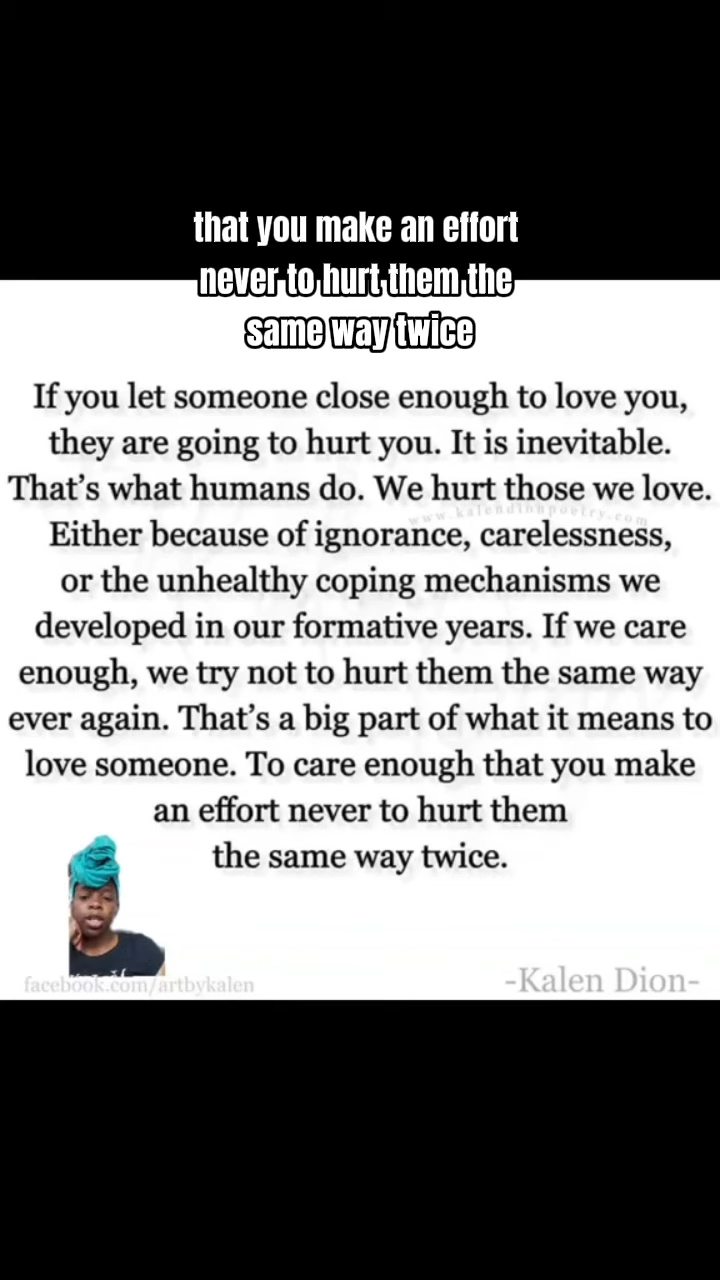 that you make an effort
never to hurt them the
same way twice
If you let someone close enough to love you,
they are going to hurt you. It is inevitable.
That’s what humans do. We hurt those we love.
www.kalendionpoetry.com
Either because of ignorance, carelessness,
or the unhealthy coping mechanisms we
developed in our formative years. If we care
enough, we try not to hurt them the same way
ever again. That’s a big part of what it means to
love someone. To care enough that you make
an effort never to hurt them
the same way twice.
facebook.com/artbykalen
-Kalen Dion-